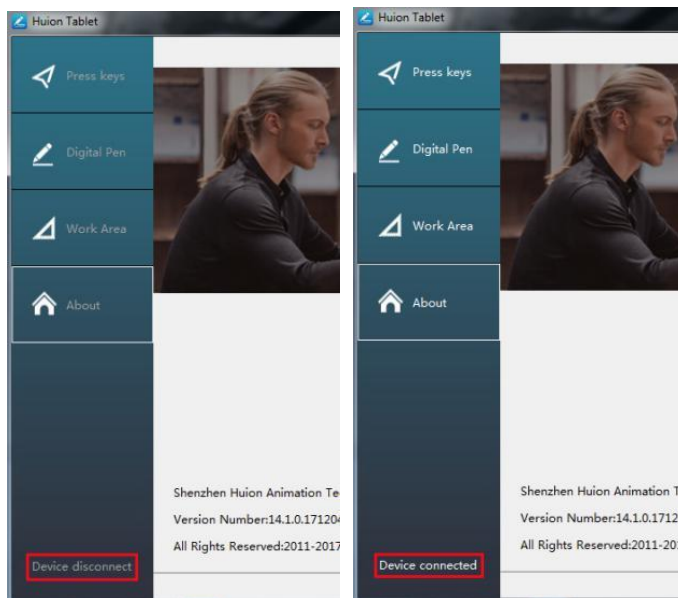 Huion Tablet
Press keys
Digital Pen
Work Area
About
Shenzhen Huion Animation Te
Version Number:14.1.0.171204
All Rights Reserved:2011-2017
Device disconnect
Huion Tablet
Press keys
Digital Pen
Work Area
About
Shenzhen Huion Animation T
Version Number:14.1.0.1712
All Rights Reserved:2011-20
Device connected